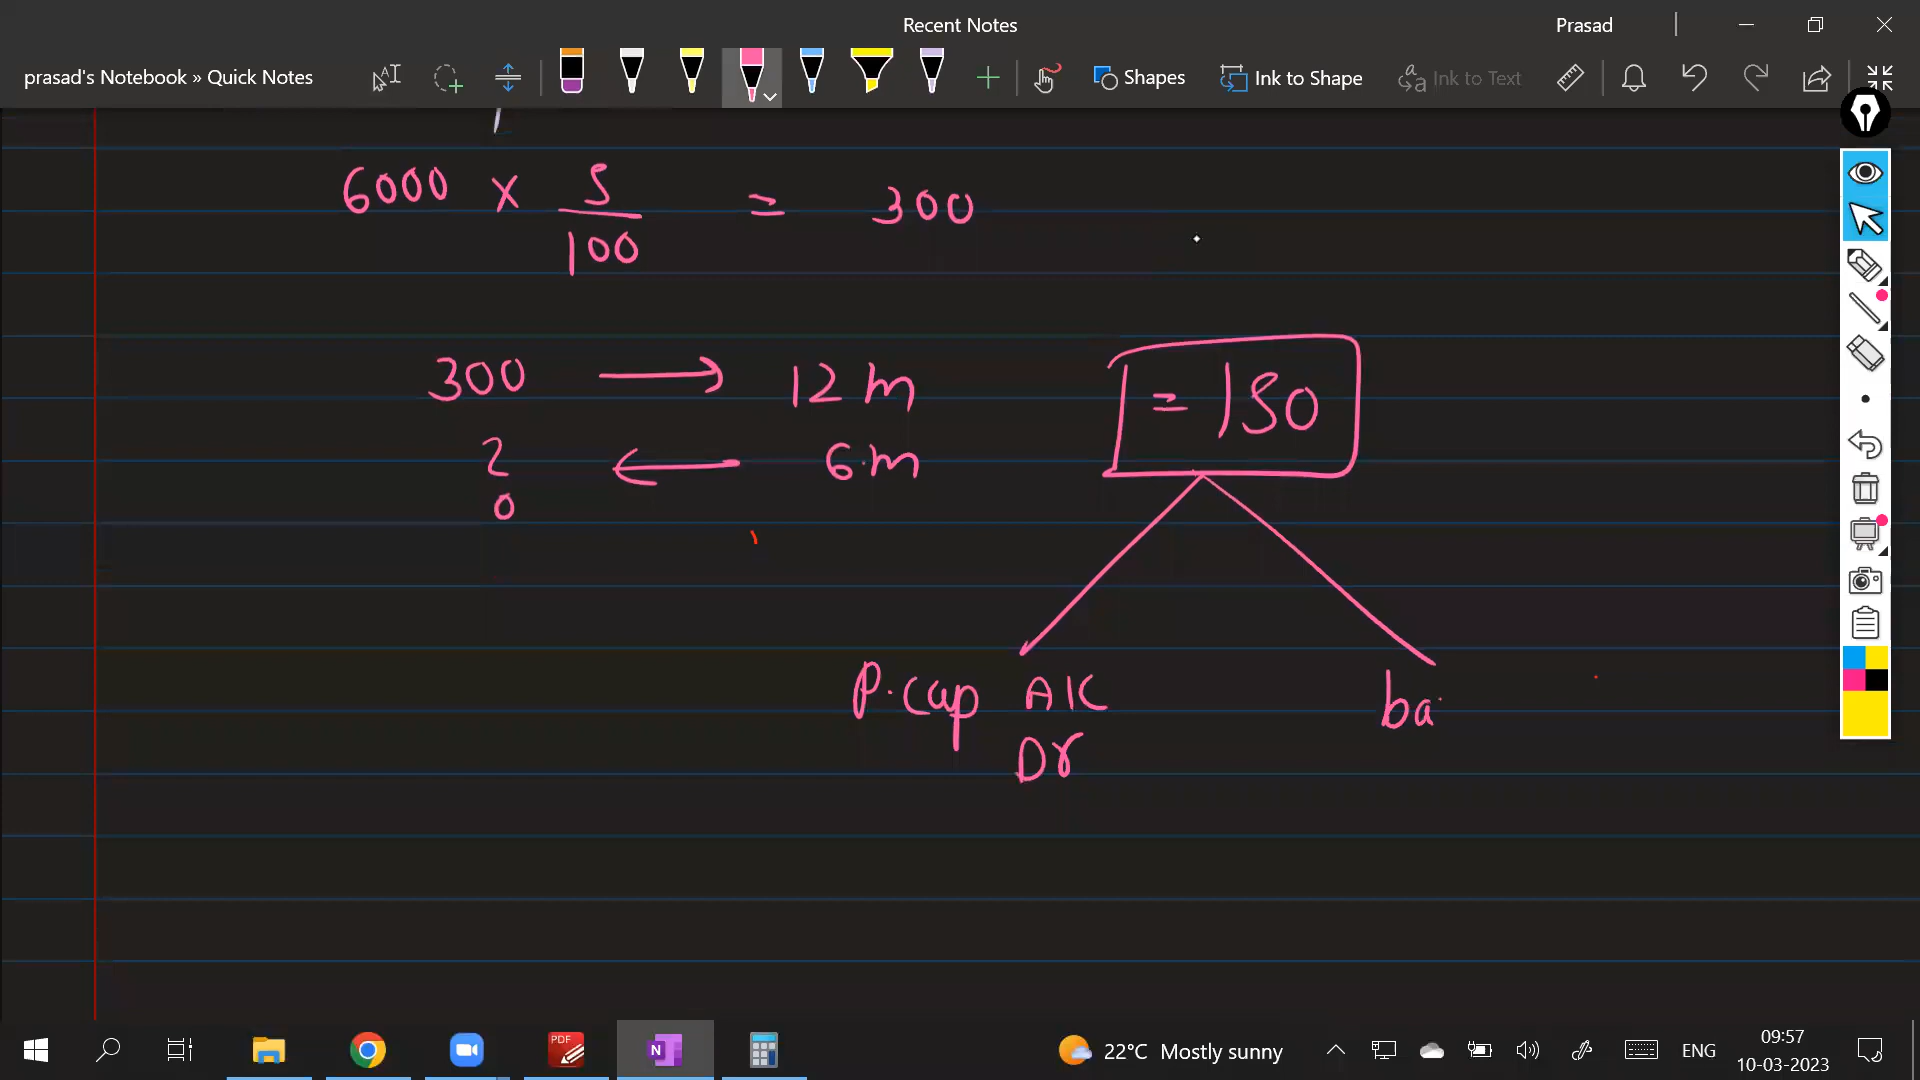 Recent Notes
Prasad
prasad's Notebook » Quick Notes
Shapes
Ink to Shape
Ink to Text
6000 x 5/100 = 300
300 → 12 m
= 150
2 ← 6 m
0
P. Cap A/C
Dr
ba
PDF
N
22°C Mostly sunny
ENG
09:57
10-03-2023